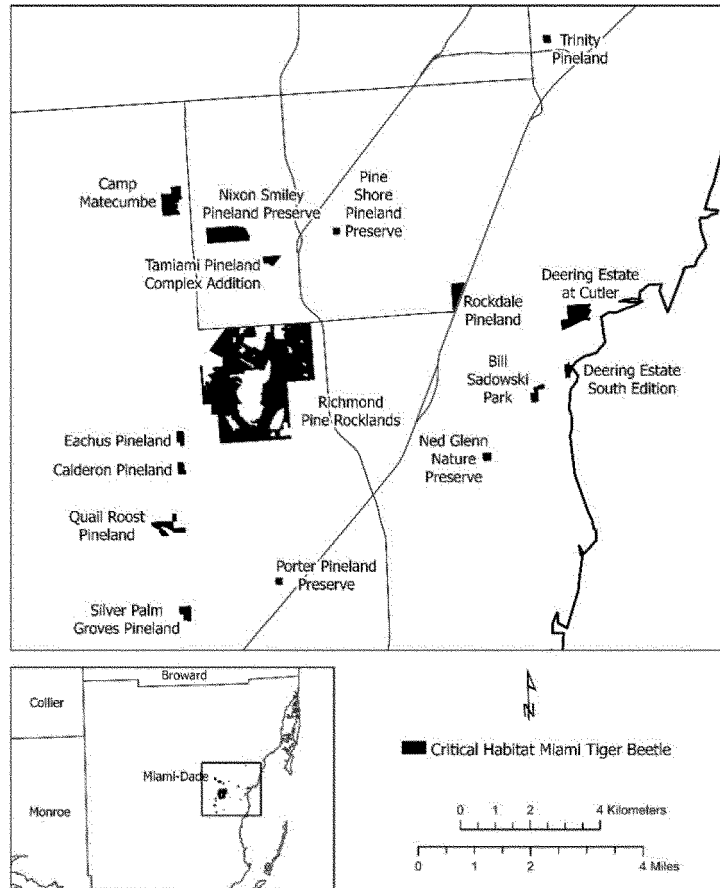 Trinity
Pineland
Camp
Matecumbe
Nixon Smiley
Pineland Preserve
Pine
Shore
Pineland
Preserve
Tamiami Pineland
Complex Addition
Rockdale
Pineland
Deering Estate
at Cutler
Bill
Sadowski
Park
Deering Estate
South Edition
Richmond
Pine Rocklands
Eachus Pineland
Calderon Pineland
Ned Glenn
Nature
Preserve
Quail Roost
Pineland
Porter Pineland
Preserve
Silver Palm
Groves Pineland
Broward
Collier
Miami-Dade
Monroe
N
Critical Habitat Miami Tiger Beetle
0 1 2 4 Kilometers
0 1 2 4 Miles